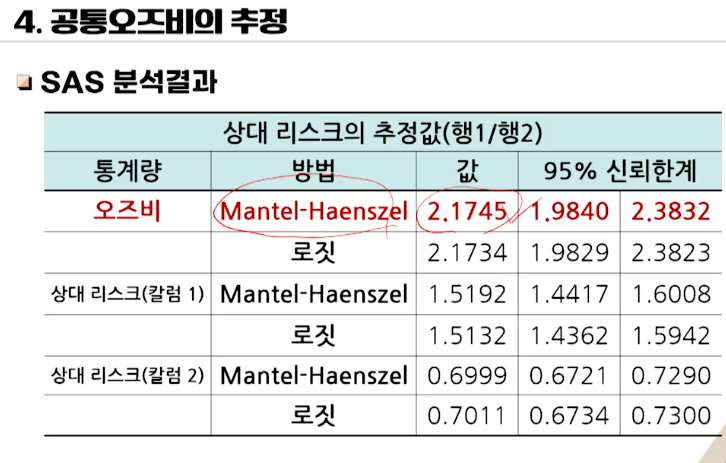 4. 공통오즈비의 추정
SAS 분석결과
상대 리스크의 추정값(행1/행2)
통계량 방법 값 95% 신뢰한계
오즈비 Mantel-Haenszel 2.1745 1.9840 2.3832
로짓 2.1734 1.9829 2.3823
상대 리스크(칼럼 1) Mantel-Haenszel 1.5192 1.4417 1.6008
로짓 1.5132 1.4362 1.5942
상대 리스크(칼럼 2) Mantel-Haenszel 0.6999 0.6721 0.7290
로짓 0.7011 0.6734 0.7300